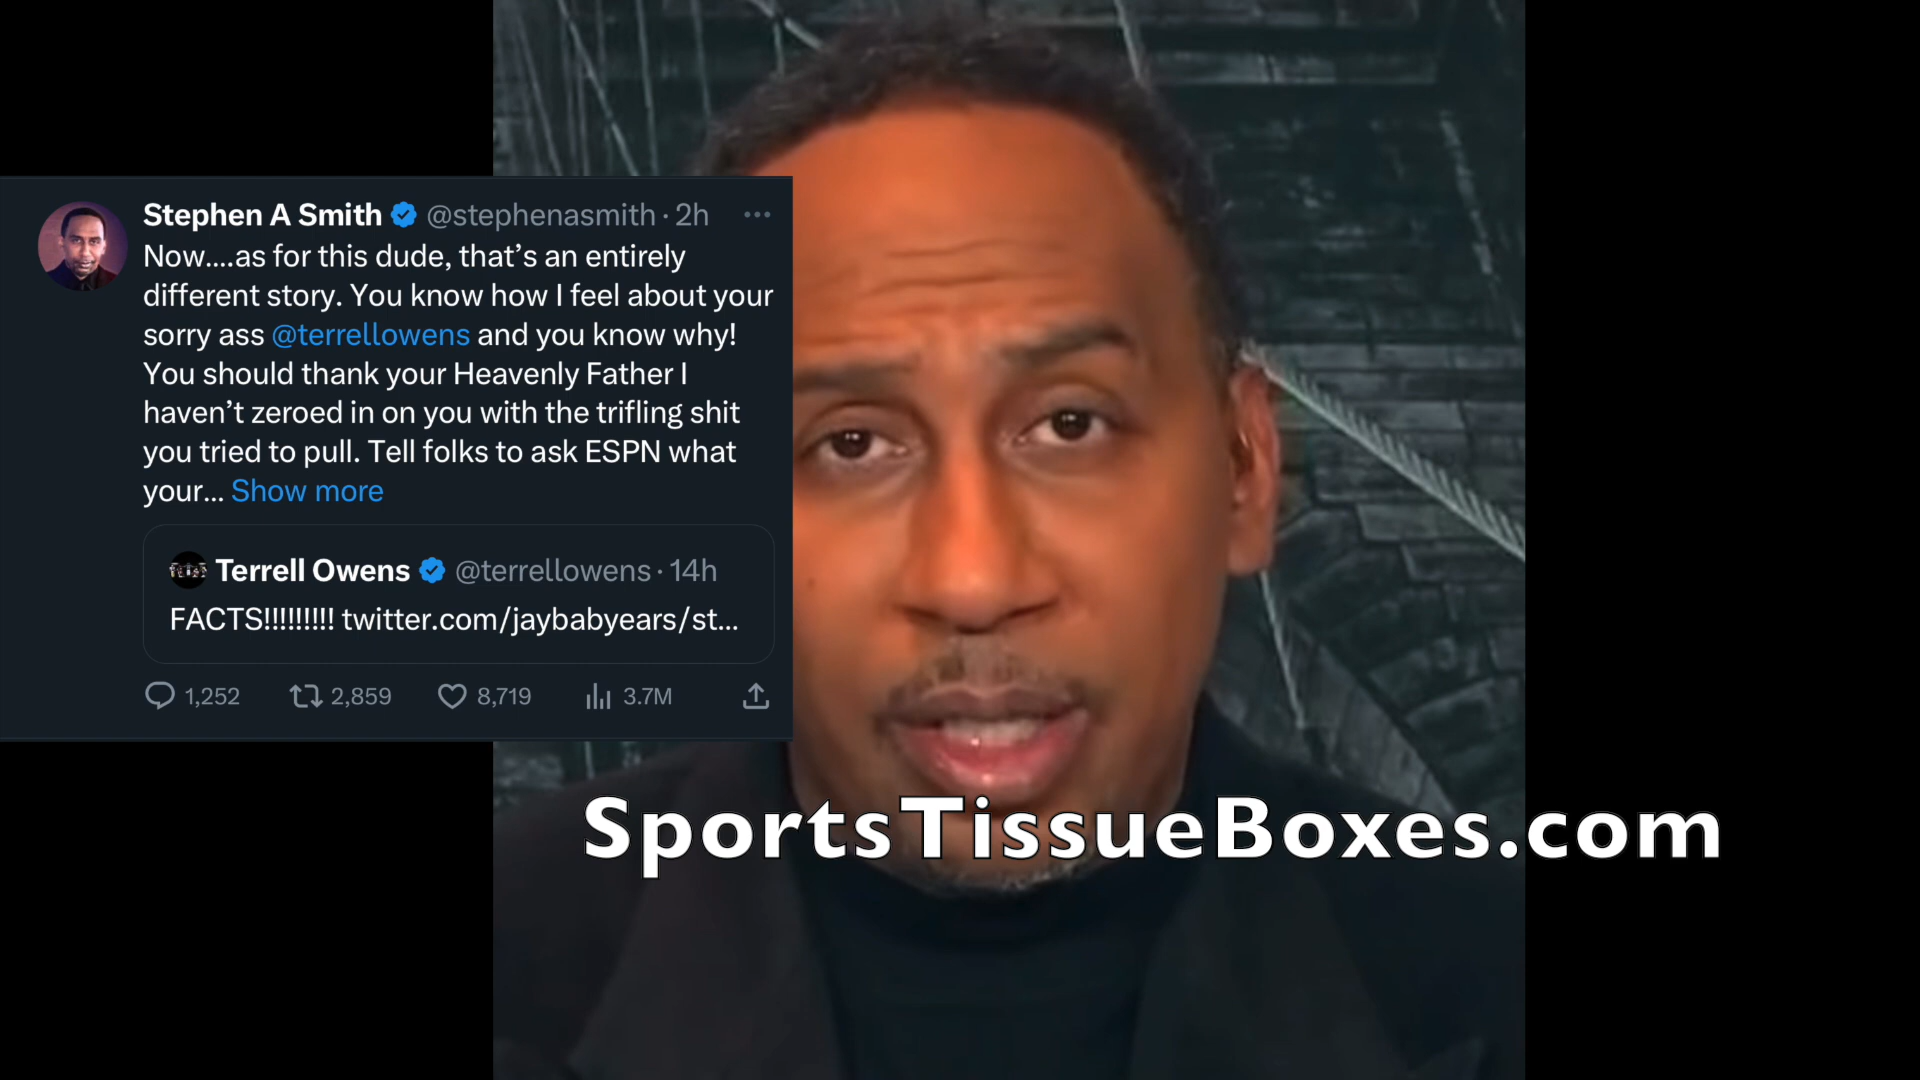 Stephen A Smith @stephenasmith · 2h
Now....as for this dude, that’s an entirely
different story. You know how I feel about your
sorry ass @terrellowens and you know why!
You should thank your Heavenly Father I
haven’t zeroed in on you with the trifling shit
you tried to pull. Tell folks to ask ESPN what
your... Show more
Terrell Owens @terrellowens · 14h
FACTS!!!!!!!!! twitter.com/jaybabyears/st...
1,252 2,859 8,719 3.7M
SportsTissueBoxes.com